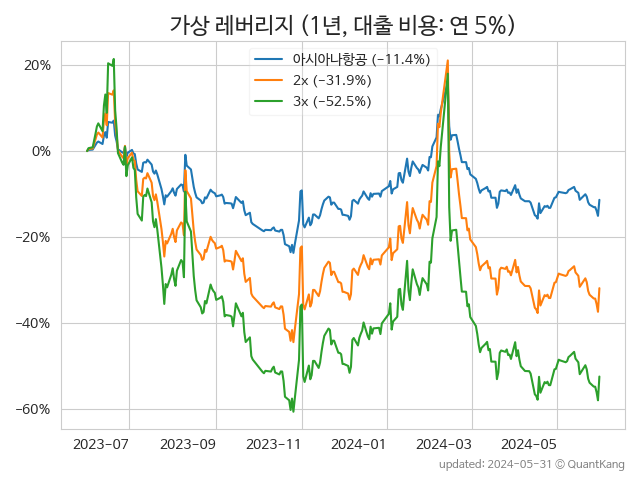 가상 레버리지 (1년, 대출 비용: 연 5%)
아시아나항공 (−11.4%)
2x (−31.9%)
3x (−52.5%)
20%
0%
−20%
−40%
−60%
2023−07 2023−09 2023−11 2024−01 2024−03 2024−05
updated: 2024-05-31 © QuantKang